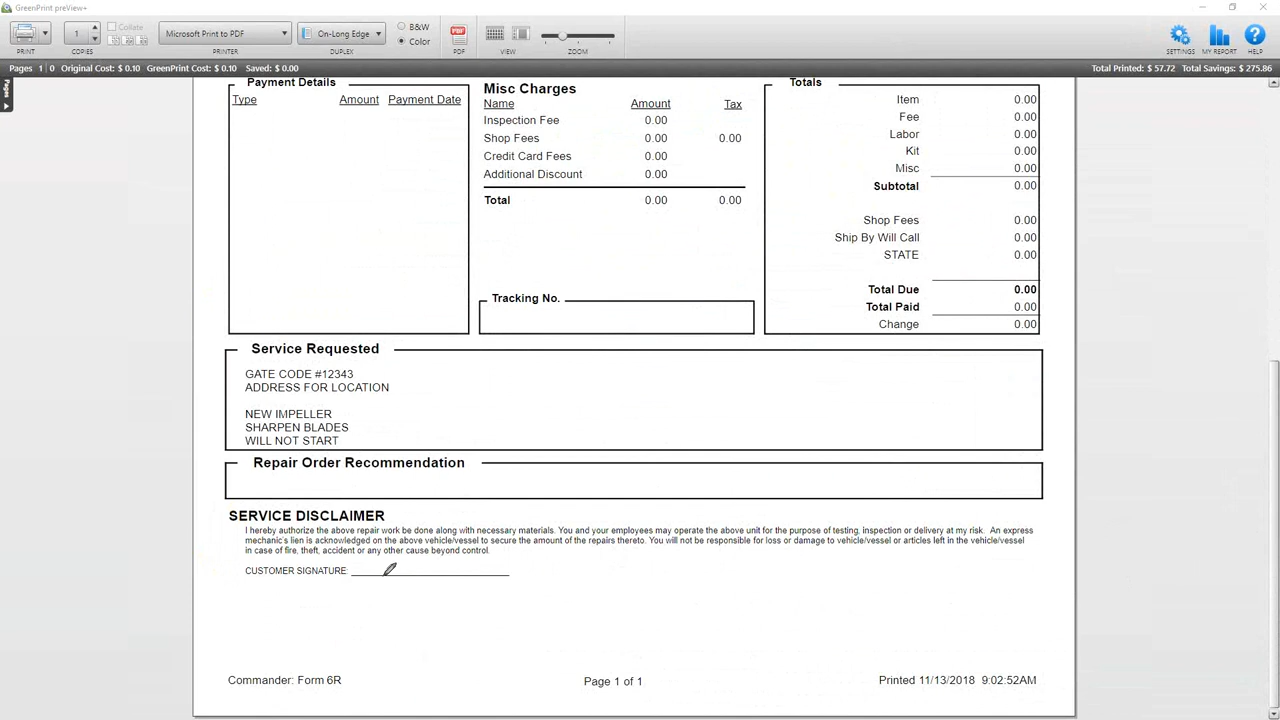 GreenPrint preView+
1 Collate Microsoft Print to PDF On-Long Edge B&W Color PDF
PRINT COPIES PRINTER DUPLEX PDF VIEW ZOOM SETTINGS MY REPORT HELP
Pages 1 | 0 Original Cost: $ 0.10 GreenPrint Cost: $ 0.10 Saved: $ 0.00 Total Printed: $ 57.72 Total Savings: $ 275.86
Pages
Payment Details
Type Amount Payment Date
Misc Charges
Name Amount Tax
Inspection Fee 0.00
Shop Fees 0.00 0.00
Credit Card Fees 0.00
Additional Discount 0.00
Total 0.00 0.00
Tracking No.
Totals
Item 0.00
Fee 0.00
Labor 0.00
Kit 0.00
Misc 0.00
Subtotal 0.00
Shop Fees 0.00
Ship By Will Call 0.00
STATE 0.00
Total Due 0.00
Total Paid 0.00
Change 0.00
Service Requested
GATE CODE #12343
ADDRESS FOR LOCATION
NEW IMPELLER
SHARPEN BLADES
WILL NOT START
Repair Order Recommendation
SERVICE DISCLAIMER
I hereby authorize the above repair work be done along with necessary materials. You and your employees may operate the above unit for the purpose of testing, inspection or delivery at my risk. An express
mechanic's lien is acknowledged on the above vehicle/vessel to secure the amount of the repairs thereto. You will not be responsible for loss or damage to vehicle/vessel or articles left in the vehicle/vessel
in case of fire, theft, accident or any other cause beyond control.
CUSTOMER SIGNATURE:
Commander: Form 6R Page 1 of 1 Printed 11/13/2018 9:02:52AM